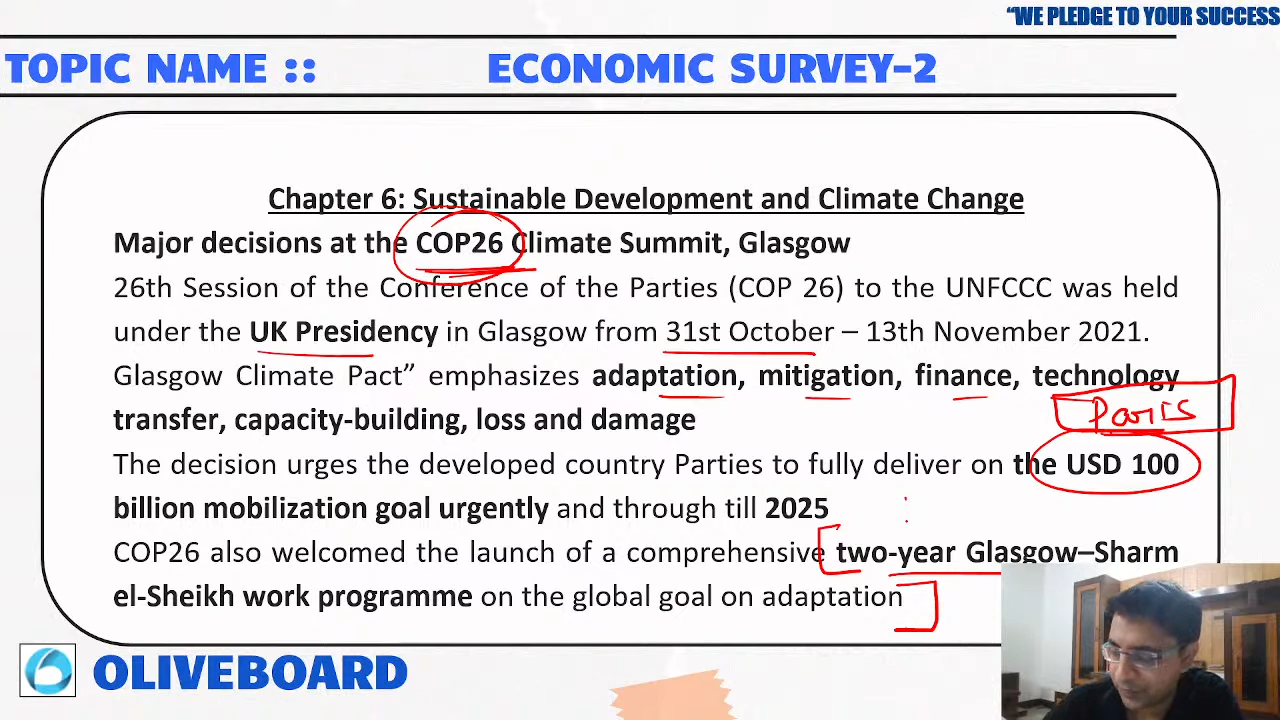 “WE PLEDGE TO YOUR SUCCESS
TOPIC NAME :: ECONOMIC SURVEY-2
Chapter 6: Sustainable Development and Climate Change
Major decisions at the COP26 Climate Summit, Glasgow
26th Session of the Conference of the Parties (COP 26) to the UNFCCC was held
under the UK Presidency in Glasgow from 31st October – 13th November 2021.
Glasgow Climate Pact” emphasizes adaptation, mitigation, finance, technology
transfer, capacity-building, loss and damage
Paris
The decision urges the developed country Parties to fully deliver on the USD 100
billion mobilization goal urgently and through till 2025
COP26 also welcomed the launch of a comprehensive two-year Glasgow–Sharm
el-Sheikh work programme on the global goal on adaptation
OLIVEBOARD